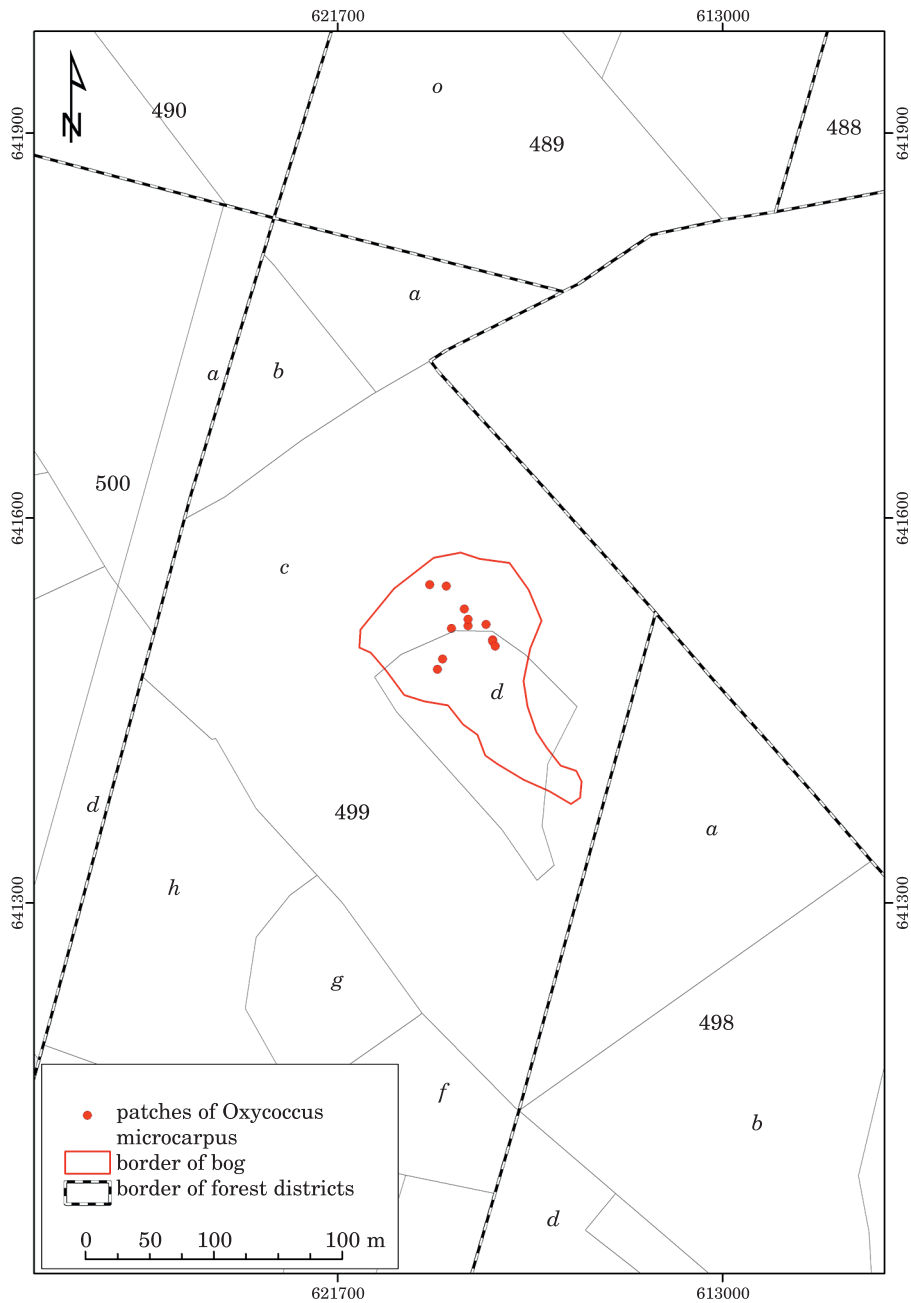 621700
613000
641900
641900
N
490
o
489
488
a
a
b
500
641600
641600
c
d
d
499
a
641300
641300
h
g
498
f
b
d
patches of Oxycoccus
microcarpus
border of bog
border of forest districts
0 50 100 100 m
621700
613000